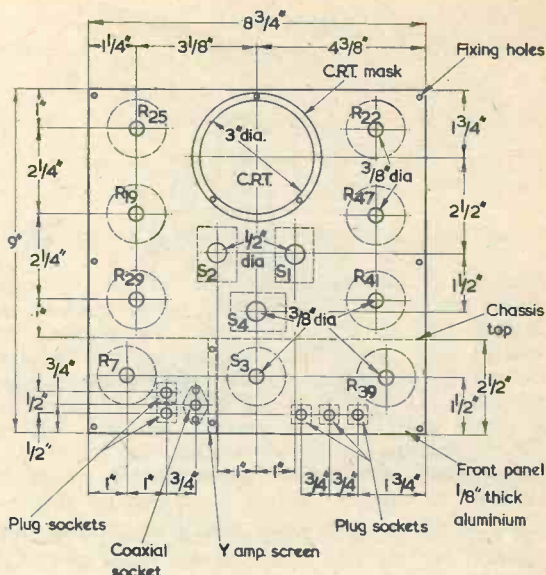 8 3/4"
1 1/4"
3 1/8"
4 3/8"
Fixing holes
C.R.T. mask
1"
R25
R22
1 3/4"
3" dia.
3/8" dia
2 1/4"
C.R.T.
R19
R47
9"
2 1/2"
1/2"
dia
S2
S1
2 1/4"
R29
R41
1 1/2"
S4
3/8" dia
1"
Chassis
top
R7
S3
R39
3/4"
2 1/2"
1/2"
1 1/2"
1/2"
1"
1"
3/4"
1"
1"
3/4"
3/4"
1 3/4"
Front panel
1/8" thick
aluminium
Plug sockets
Coaxial
socket
Y amp. screen
Plug sockets